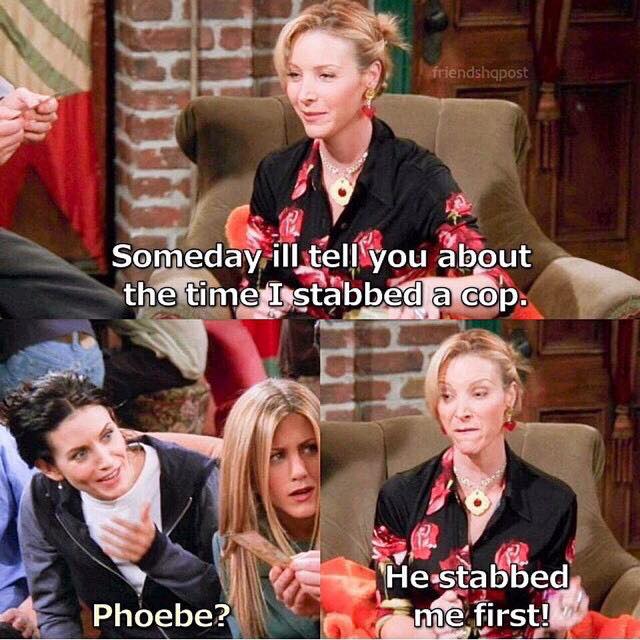 friendshqpost
Someday ill tell you about
the time I stabbed a cop.
Phoebe?
He stabbed
me first!